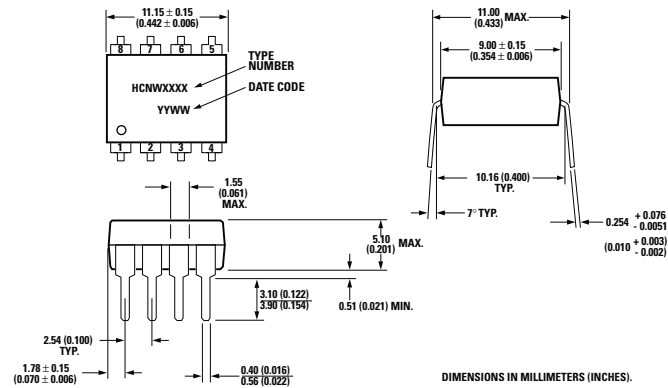 11.15 ± 0.15
(0.442 ± 0.006)
8 7 6 5
TYPE
NUMBER
HCNWXXXX
DATE CODE
YYWW
1 2 3 4
11.00
(0.433) MAX.
9.00 ± 0.15
(0.354 ± 0.006)
10.16 (0.400)
TYP.
7° TYP.
0.254 + 0.076
- 0.0051
(0.010 + 0.003)
- 0.002)
1.55
(0.061)
MAX.
5.10
(0.201) MAX.
3.10 (0.122)
3.90 (0.154)
0.51 (0.021) MIN.
2.54 (0.100)
TYP.
1.78 ± 0.15
(0.070 ± 0.006)
0.40 (0.016)
0.56 (0.022)
DIMENSIONS IN MILLIMETERS (INCHES).